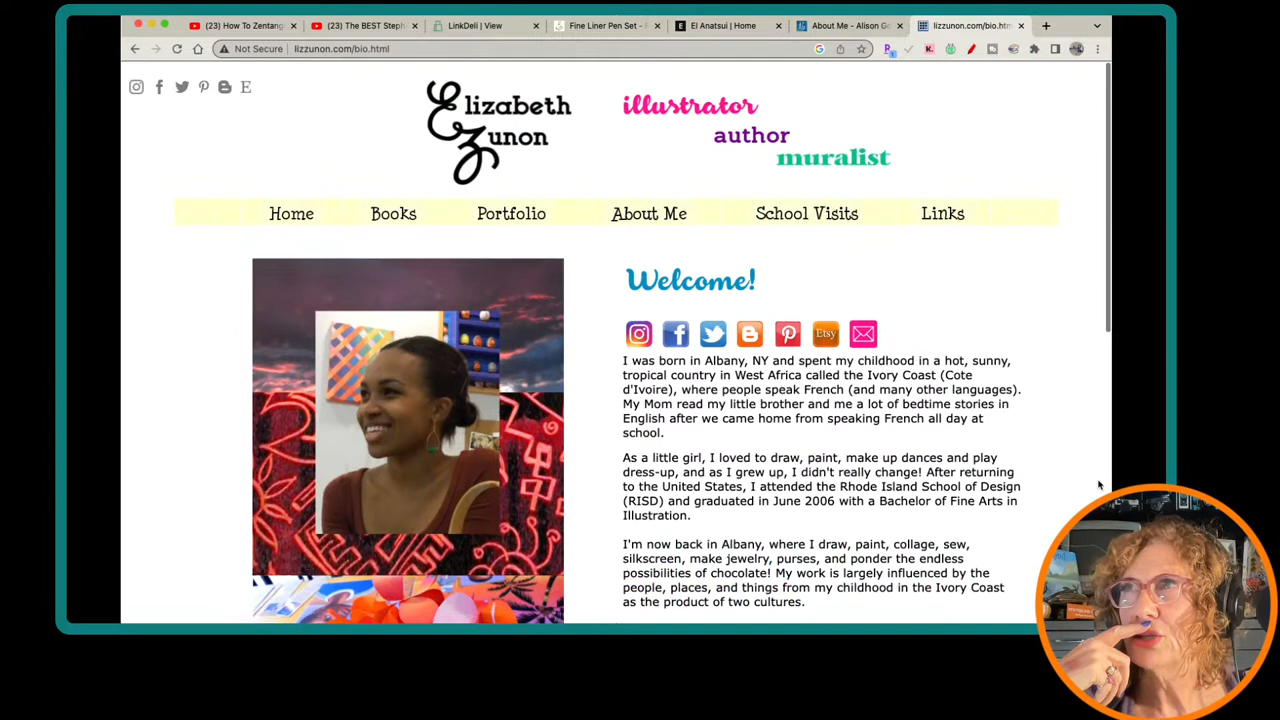 (23) How To Zentang
(23) The BEST Steph
LinkDeli | View
Fine Liner Pen Set - F
El Anatsui | Home
About Me - Alison Go
lizzunon.com/bio.html
Not Secure
lizzunon.com/bio.html
Elizabeth
Zunon
illustrator
author
muralist
Home
Books
Portfolio
About Me
School Visits
Links
Welcome!
Etsy
I was born in Albany, NY and spent my childhood in a hot, sunny,
tropical country in West Africa called the Ivory Coast (Cote
d'Ivoire), where people speak French (and many other languages).
My Mom read my little brother and me a lot of bedtime stories in
English after we came home from speaking French all day at
school.
As a little girl, I loved to draw, paint, make up dances and play
dress-up, and as I grew up, I didn't really change! After returning
to the United States, I attended the Rhode Island School of Design
(RISD) and graduated in June 2006 with a Bachelor of Fine Arts in
Illustration.
I'm now back in Albany, where I draw, paint, collage, sew,
silkscreen, make jewelry, purses, and ponder the endless
possibilities of chocolate! My work is largely influenced by the
people, places, and things from my childhood in the Ivory Coast
as the product of two cultures.